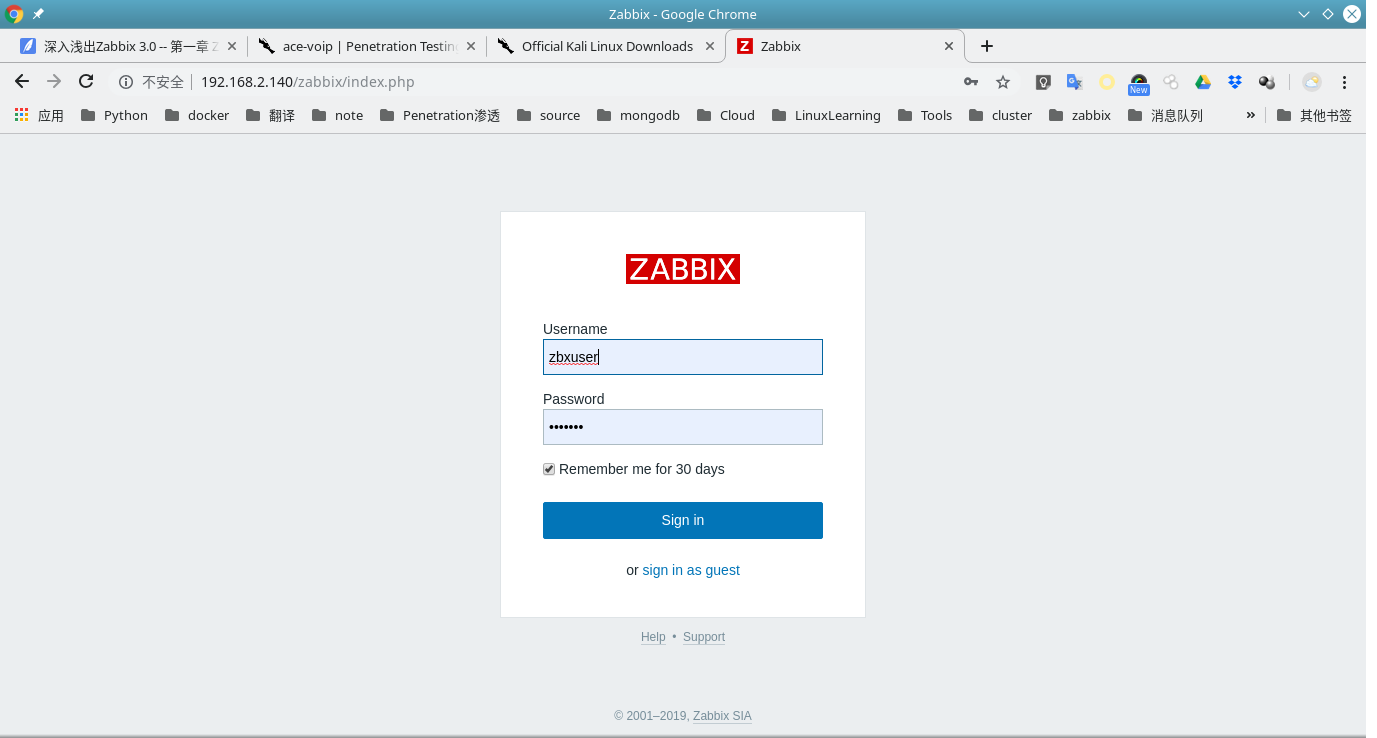 Zabbix - Google Chrome
深入浅出Zabbix 3.0 -- 第一章 Z
ace-voip | Penetration Testing
Official Kali Linux Downloads
Zabbix
不安全 192.168.2.140/zabbix/index.php
New
应用 Python docker 翻译 note Penetration渗透 source mongodb Cloud LinuxLearning Tools cluster zabbix 消息队列 » 其他书签
ZABBIX
Username
zbxuser
Password
•••••••
Remember me for 30 days
Sign in
or sign in as guest
Help • Support
© 2001–2019, Zabbix SIA